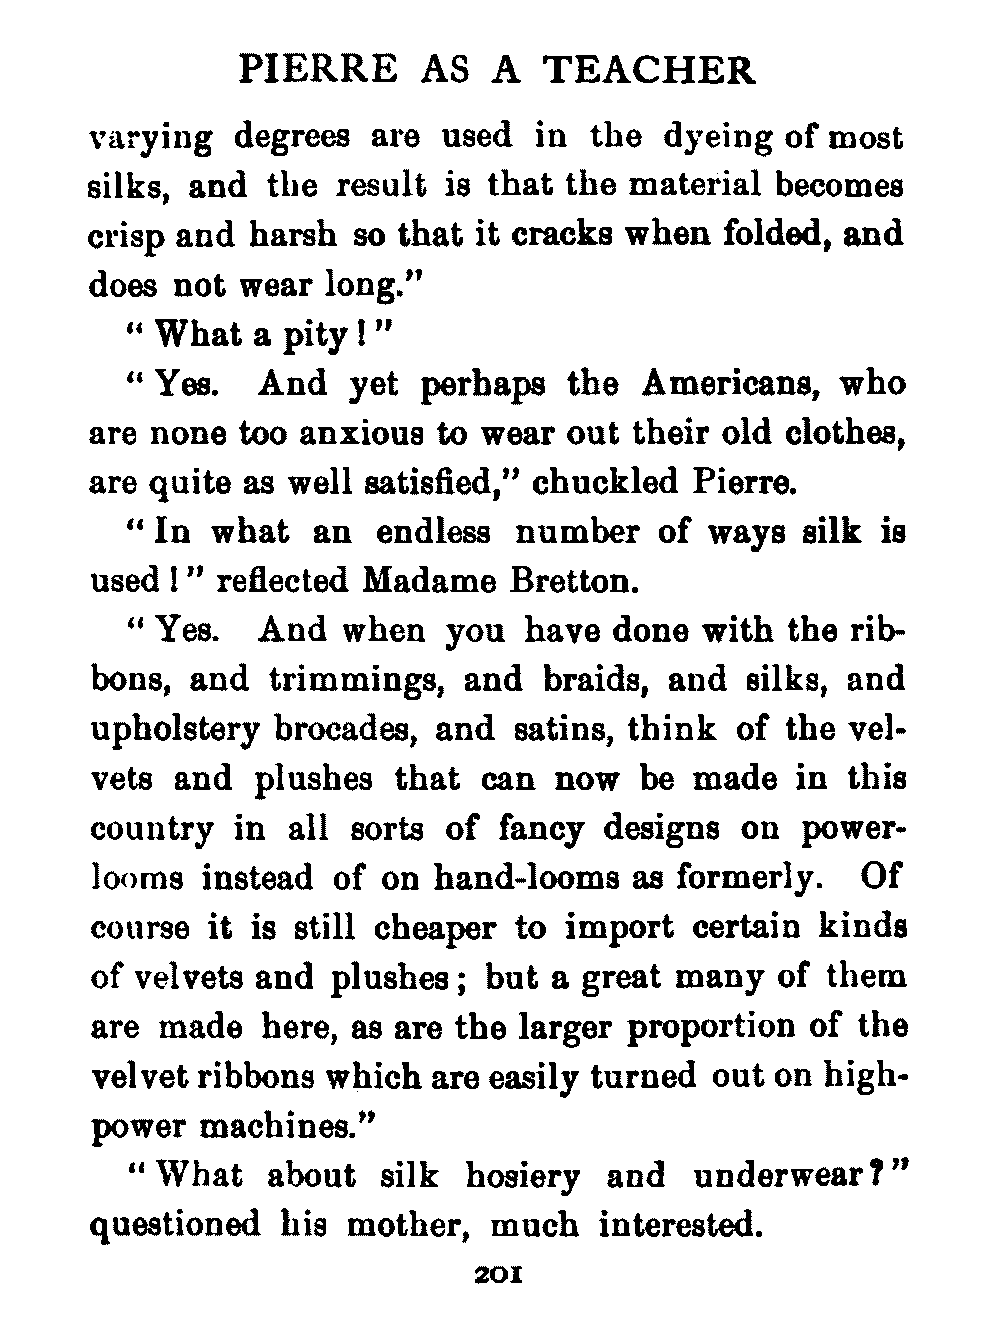 PIERRE AS A TEACHER
varying degrees are used in the dyeing of most
silks, and the result is that the material becomes
crisp and harsh so that it cracks when folded, and
does not wear long."
"What a pity!"
"Yes. And yet perhaps the Americans, who
are none too anxious to wear out their old clothes,
are quite as well satisfied," chuckled Pierre.
"In what an endless number of ways silk is
used!" reflected Madame Bretton.
"Yes. And when you have done with the rib-
bons, and trimmings, and braids, and silks, and
upholstery brocades, and satins, think of the vel-
vets and plushes that can now be made in this
country in all sorts of fancy designs on power-
looms instead of on hand-looms as formerly. Of
course it is still cheaper to import certain kinds
of velvets and plushes; but a great many of them
are made here, as are the larger proportion of the
velvet ribbons which are easily turned out on high-
power machines."
"What about silk hosiery and underwear?"
questioned his mother, much interested.
201